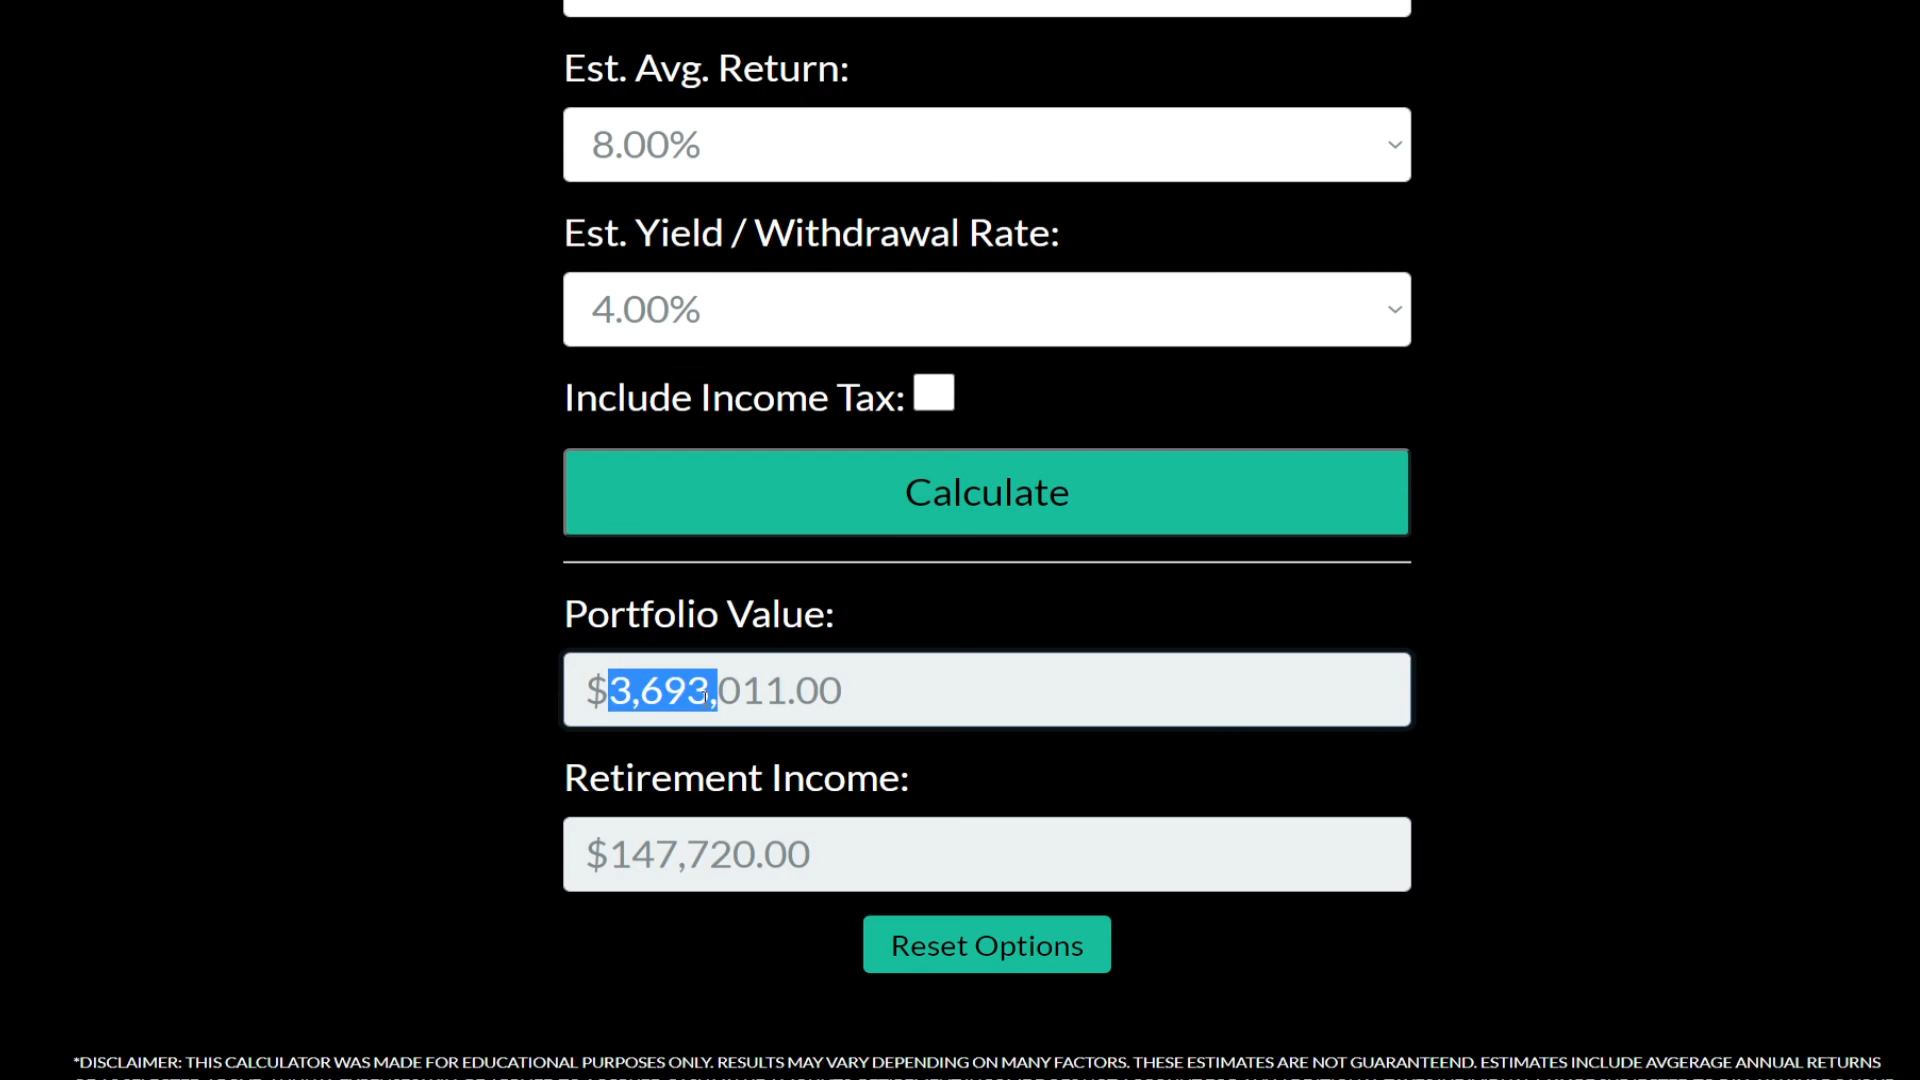 Est. Avg. Return:
8.00%
Est. Yield / Withdrawal Rate:
4.00%
Include Income Tax:
Calculate
Portfolio Value:
$3,693,011.00
Retirement Income:
$147,720.00
Reset Options
*DISCLAIMER: THIS CALCULATOR WAS MADE FOR EDUCATIONAL PURPOSES ONLY. RESULTS MAY VARY DEPENDING ON MANY FACTORS. THESE ESTIMATES ARE NOT GUARANTEEND. ESTIMATES INCLUDE AVGERAGE ANNUAL RETURNS